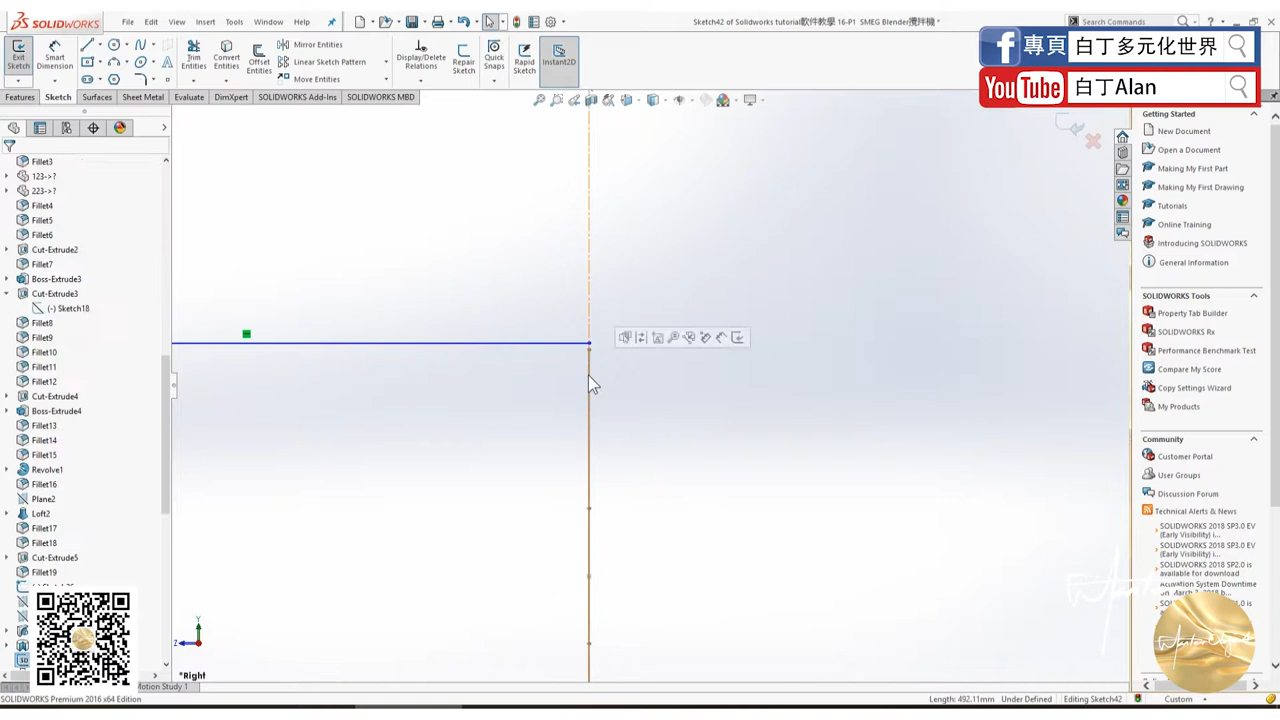 SOLIDWORKS
File
Edit
View
Insert
Tools
Window
Help
Sketch42 of Solidworks tutorial軟件教學 16-P1 SMEG Blender攪拌機 *
Search Commands
專頁 白丁多元化世界
YouTube 白丁Alan
Exit Sketch
Smart Dimension
Trim Entities
Convert Entities
Offset Entities
Mirror Entities
Linear Sketch Pattern
Move Entities
Display/Delete Relations
Repair Sketch
Quick Snaps
Rapid Sketch
Instant2D
Features
Sketch
Surfaces
Sheet Metal
Evaluate
DimXpert
SOLIDWORKS Add-Ins
SOLIDWORKS MBD
Fillet3
123->?
223->?
Fillet4
Fillet5
Fillet6
Cut-Extrude2
Fillet7
Boss-Extrude3
Cut-Extrude3
(-) Sketch18
Fillet8
Fillet9
Fillet10
Fillet11
Fillet12
Cut-Extrude4
Boss-Extrude4
Fillet13
Fillet14
Fillet15
Revolve1
Fillet16
Plane2
Loft2
Fillet17
Fillet18
Cut-Extrude5
Fillet19
Y
Z
*Right
Motion Study 1
SOLIDWORKS Premium 2016 x64 Edition
Length: 492.11mm
Under Defined
Editing Sketch42
Custom
Getting Started
New Document
Open a Document
Making My First Part
Making My First Drawing
Tutorials
Online Training
Introducing SOLIDWORKS
General Information
SOLIDWORKS Tools
Property Tab Builder
SOLIDWORKS Rx
Performance Benchmark Test
Compare My Score
Copy Settings Wizard
My Products
Community
Customer Portal
User Groups
Discussion Forum
Technical Alerts & News
SOLIDWORKS 2018 SP3.0 EV
(Early Visibility) i...
SOLIDWORKS 2018 SP3.0 EV
(Early Visibility) i...
SOLIDWORKS 2018 SP2.0 is
available for download
Activation System Downtime